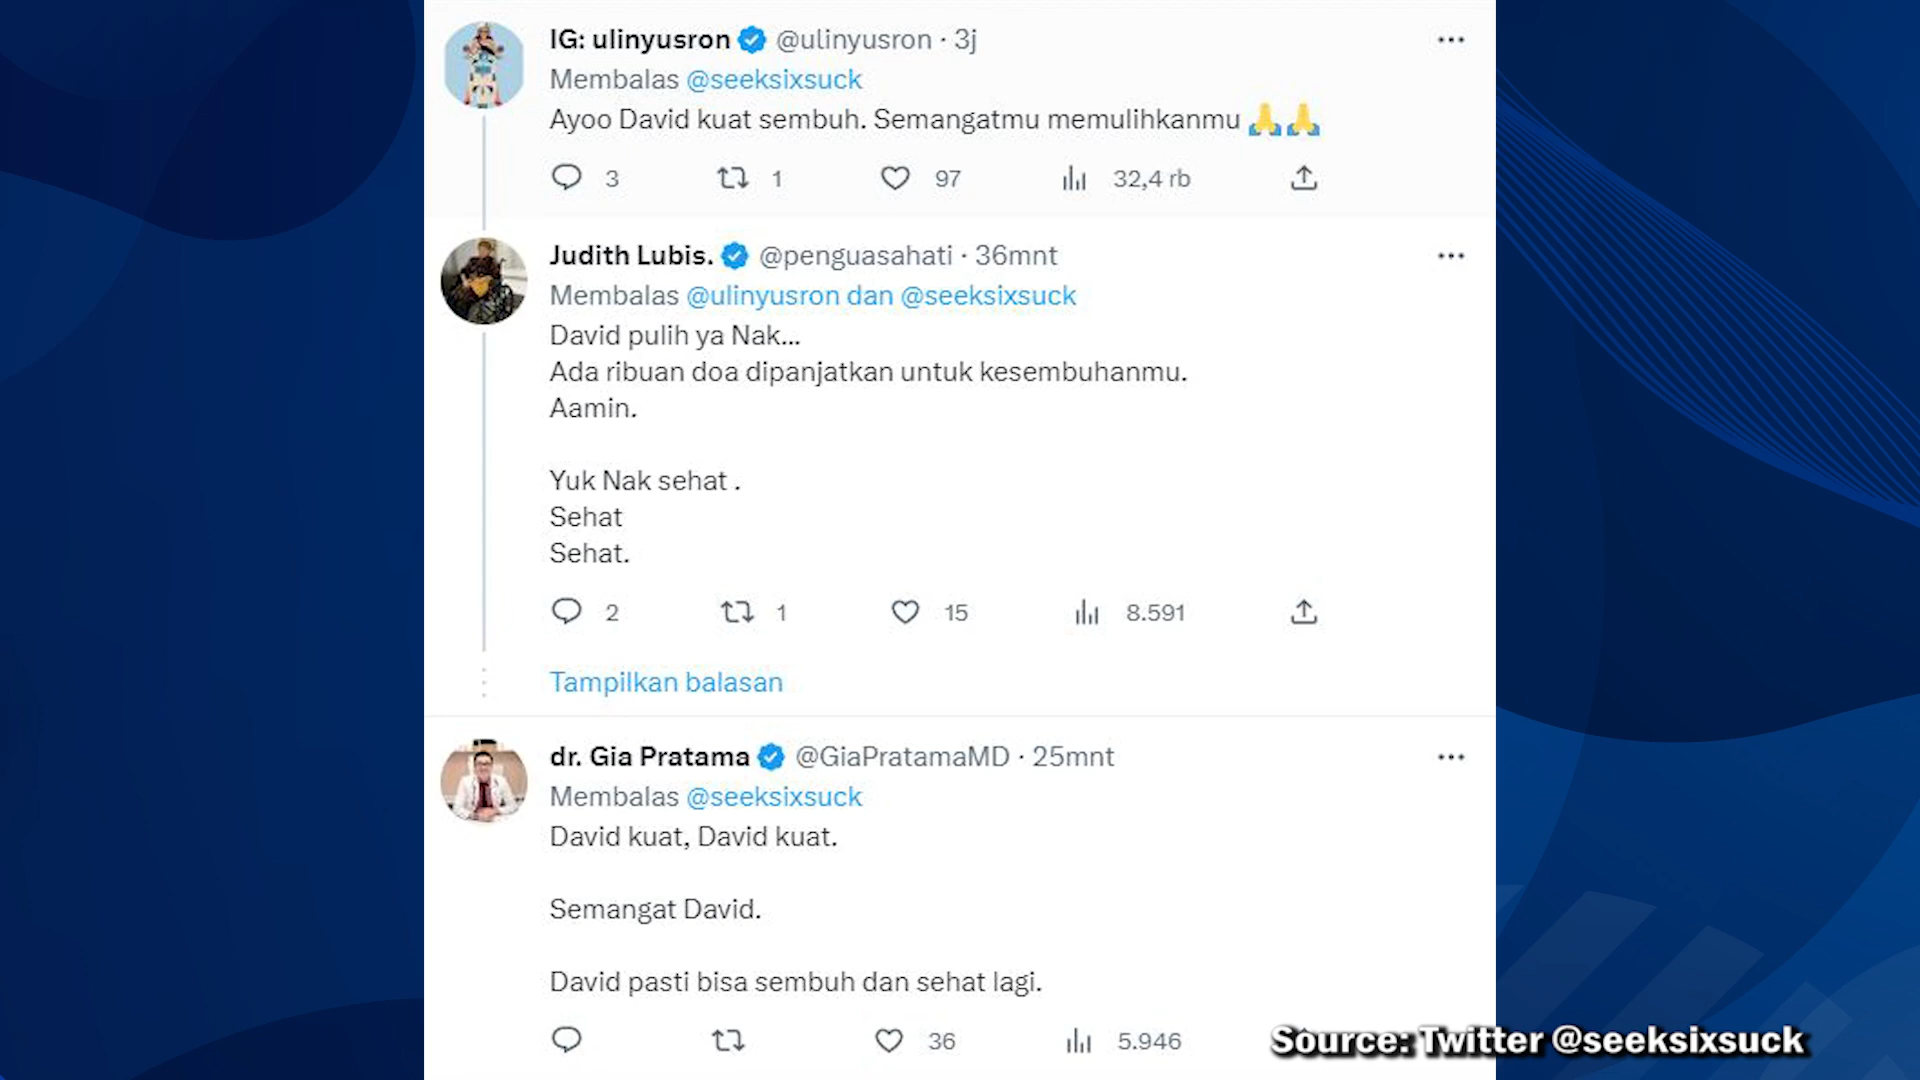 IG: ulinyusron @ulinyusron · 3j
Membalas @seeksixsuck
Ayoo David kuat sembuh. Semangatmu memulihkanmu 🙏🙏
3 1 97 32,4 rb
Judith Lubis. @penguasahati · 36mnt
Membalas @ulinyusron dan @seeksixsuck
David pulih ya Nak...
Ada ribuan doa dipanjatkan untuk kesembuhanmu.
Aamin.
Yuk Nak sehat .
Sehat
Sehat.
2 1 15 8.591
Tampilkan balasan
dr. Gia Pratama @GiaPratamaMD · 25mnt
Membalas @seeksixsuck
David kuat, David kuat.
Semangat David.
David pasti bisa sembuh dan sehat lagi.
36 5.946
Source: Twitter @seeksixsuck